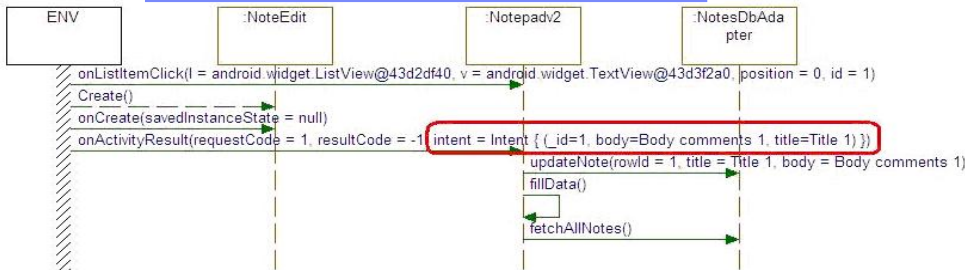 ENV
:NoteEdit
:Notepadv2
:NotesDbAda
pter
onListItemClick(l = android.widget.ListView@43d2df40, v = android.widget.TextView@43d3f2a0, position = 0, id = 1)
Create()
onCreate(savedInstanceState = null)
onActivityResult(requestCode = 1, resultCode = -1, intent = Intent { (_id=1, body=Body comments 1, title=Title 1) })
updateNote(rowId = 1, title = Title 1, body = Body comments 1)
fillData()
fetchAllNotes()